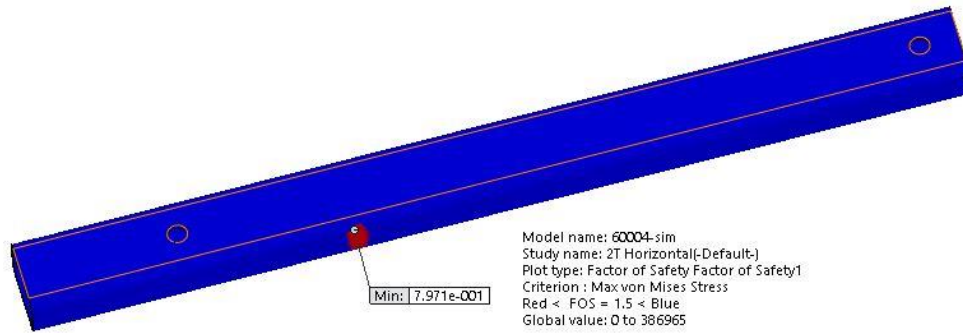 Min: 7.971e-001
Model name: 60004-sim
Study name: 2T Horizontal(-Default-)
Plot type: Factor of Safety Factor of Safety1
Criterion : Max von Mises Stress
Red < FOS = 1.5 < Blue
Global value: 0 to 386965